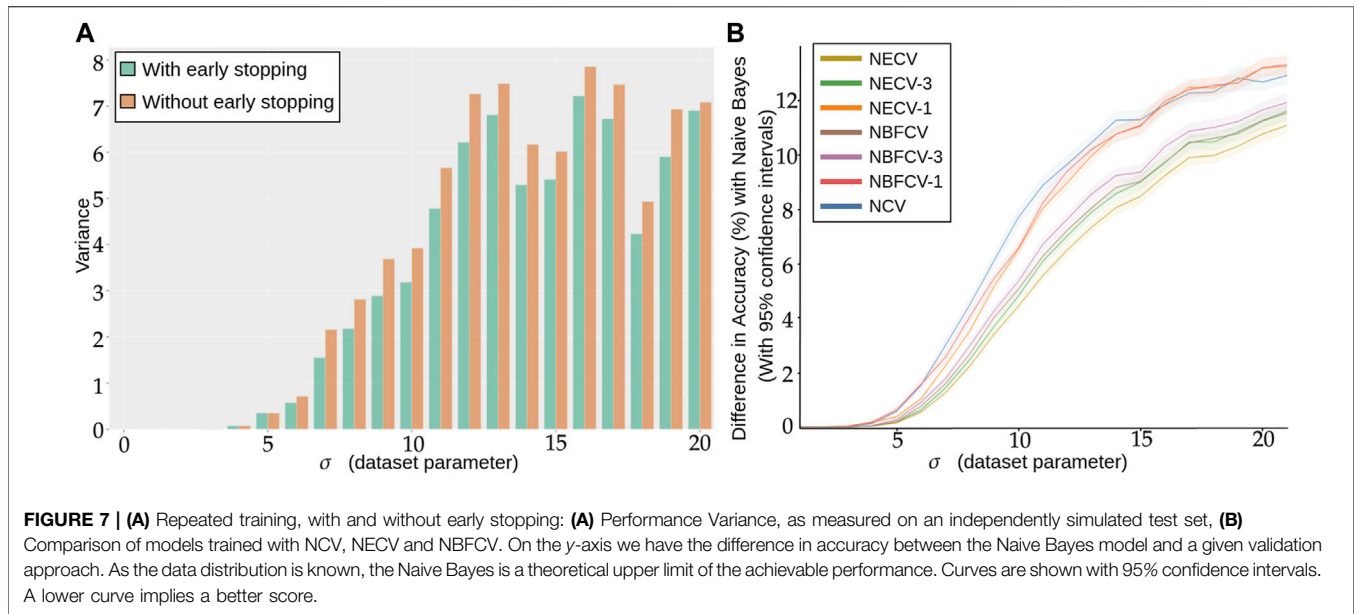 A
With early stopping
Without early stopping
Variance
8
7
6
5
4
3
2
1
0
0 5 10 15 20
σ (dataset parameter)
B
NECV
NECV-3
NECV-1
NBFCV
NBFCV-3
NBFCV-1
NCV
Difference in Accuracy (%) with Naive Bayes
(With 95% confidence intervals)
12
10
8
6
4
2
0
5 10 15 20
σ (dataset parameter)
FIGURE 7 | (A) Repeated training, with and without early stopping: (A) Performance Variance, as measured on an independently simulated test set, (B)
Comparison of models trained with NCV, NECV and NBFCV. On the y-axis we have the difference in accuracy between the Naive Bayes model and a given validation
approach. As the data distribution is known, the Naive Bayes is a theoretical upper limit of the achievable performance. Curves are shown with 95% confidence intervals.
A lower curve implies a better score.